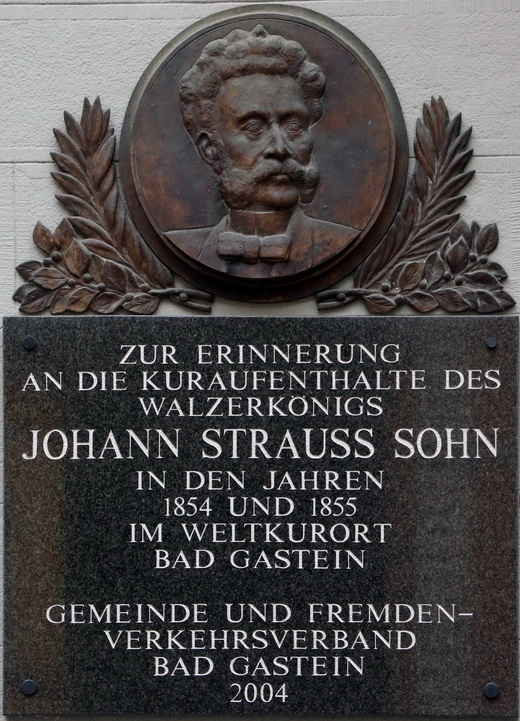 ZUR ERINNERUNG
AN DIE KURAUFENTHALTE DES
WALZERKÖNIGS
JOHANN STRAUSS SOHN
IN DEN JAHREN
1854 UND 1855
IM WELTKURORT
BAD GASTEIN
GEMEINDE UND FREMDEN-
VERKEHRSVERBAND
BAD GASTEIN
2004